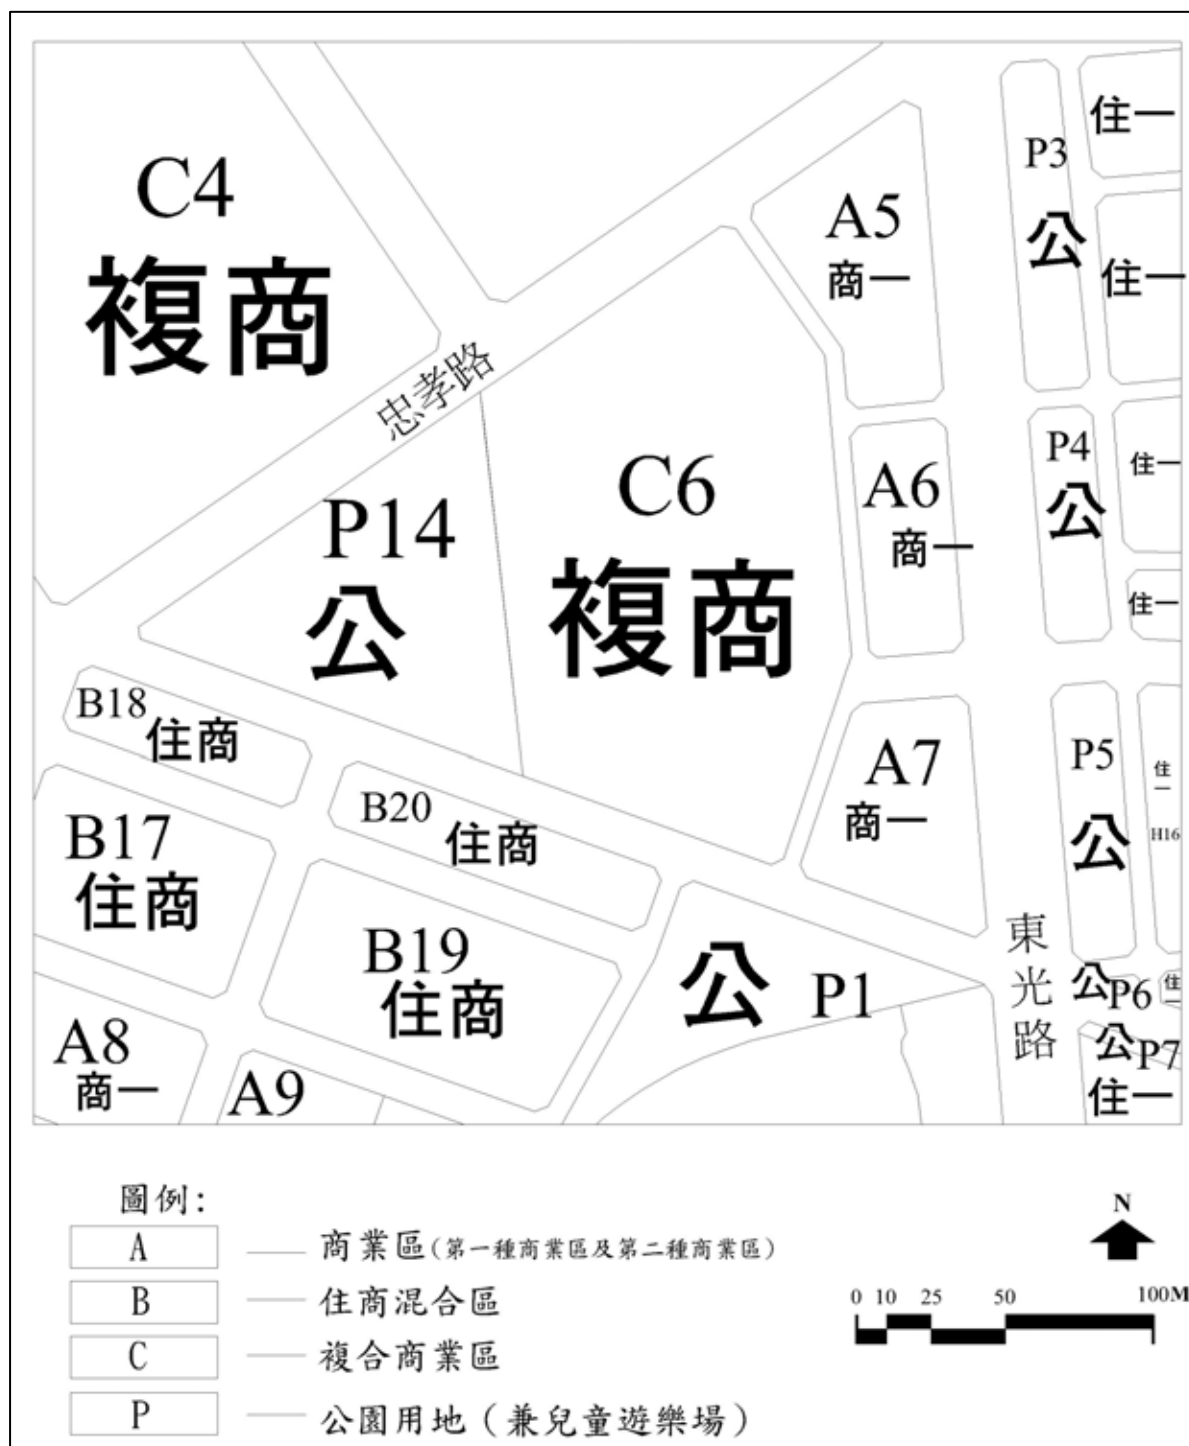 C4
複商
忠孝路
P14
公
C6
複商
A5
商一
A6
商一
A7
商一
P3
公
P4
公
P5
公
公P6
公P7
住一
住一
住一
住一
住一
H16
住一
住一
B18
住商
B17
住商
B20
住商
B19
住商
A8
商一
A9
公 P1
東光路
圖例:
A 商業區(第一種商業區及第二種商業區)
B 住商混合區
C 複合商業區
P 公園用地(兼兒童遊樂場)
N
0 10 25 50 100M